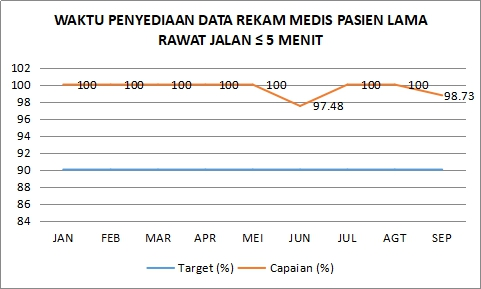 WAKTU PENYEDIAAN DATA REKAM MEDIS PASIEN LAMA
RAWAT JALAN ≤ 5 MENIT
102
100
98
96
94
92
90
88
86
84
100 100 100 100 100 97.48 100 100 98.73
JAN FEB MAR APR MEI JUN JUL AGT SEP
Target (%) Capaian (%)